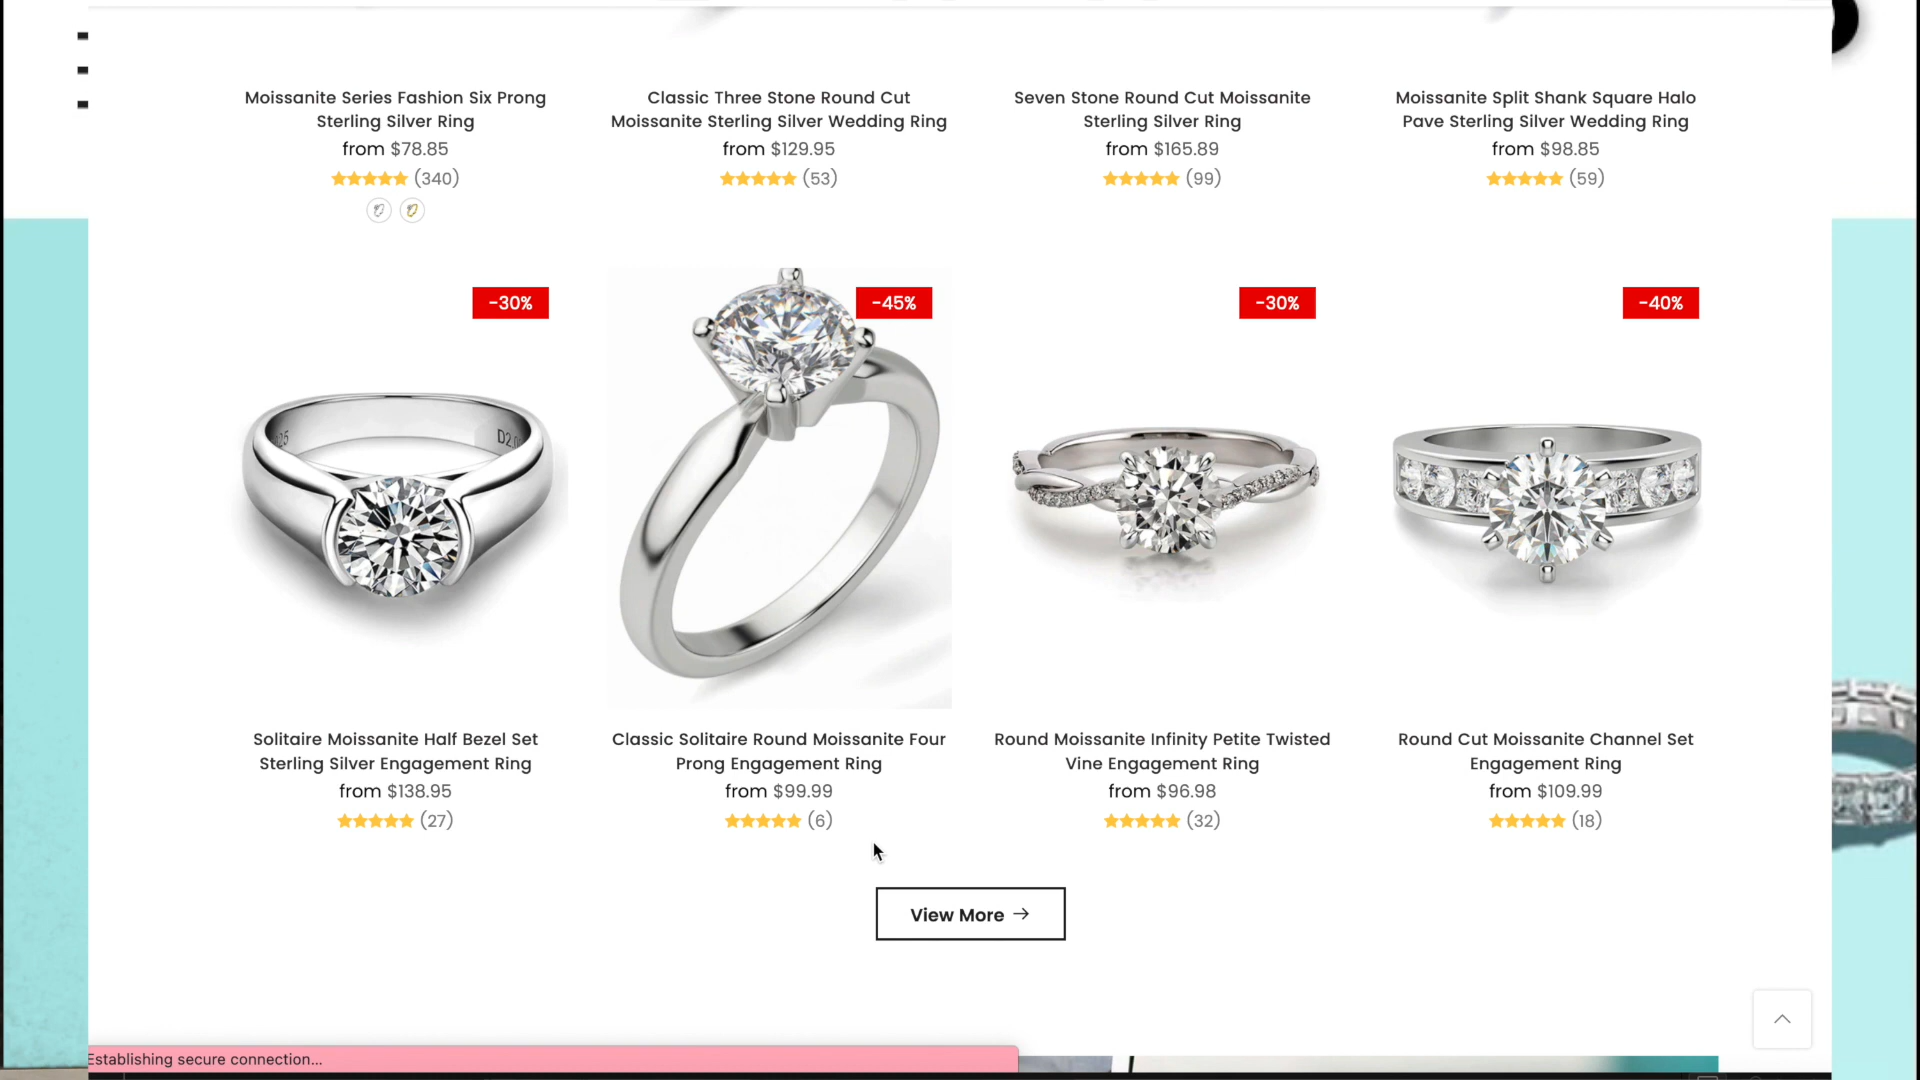 Moissanite Series Fashion Six Prong
Sterling Silver Ring
from $78.85
(340)
Classic Three Stone Round Cut
Moissanite Sterling Silver Wedding Ring
from $129.95
(53)
Seven Stone Round Cut Moissanite
Sterling Silver Ring
from $165.89
(99)
Moissanite Split Shank Square Halo
Pave Sterling Silver Wedding Ring
from $98.85
(59)
-30%
-45%
-30%
-40%
Solitaire Moissanite Half Bezel Set
Sterling Silver Engagement Ring
from $138.95
(27)
Classic Solitaire Round Moissanite Four
Prong Engagement Ring
from $99.99
(6)
Round Moissanite Infinity Petite Twisted
Vine Engagement Ring
from $96.98
(32)
Round Cut Moissanite Channel Set
Engagement Ring
from $109.99
(18)
View More →
Establishing secure connection...